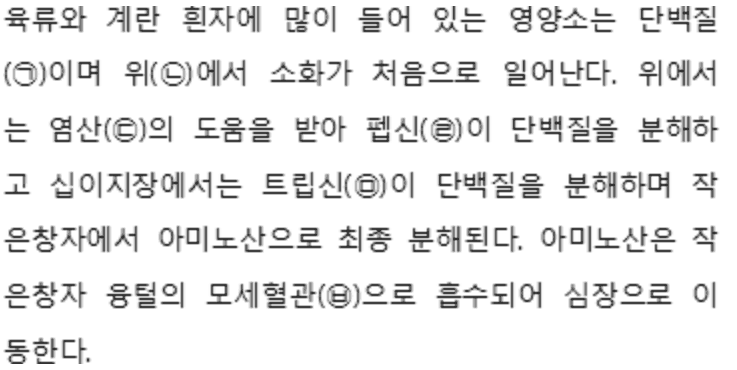 육류와 계란 흰자에 많이 들어 있는 영양소는 단백질
(㉠)이며 위(㉡)에서 소화가 처음으로 일어난다. 위에서
는 염산(㉢)의 도움을 받아 펩신(㉣)이 단백질을 분해하
고 십이지장에서는 트립신(㉤)이 단백질을 분해하며 작
은창자에서 아미노산으로 최종 분해된다. 아미노산은 작
은창자 융털의 모세혈관(㉥)으로 흡수되어 심장으로 이
동한다.